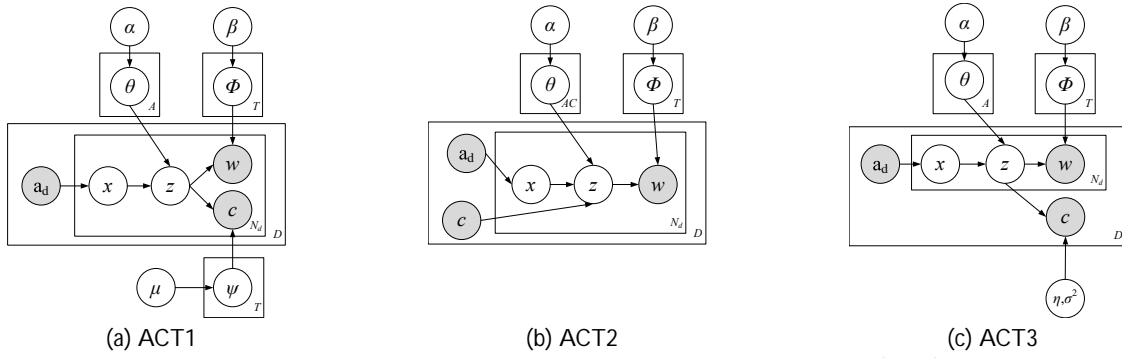 α β α β α β
θ Φ θ Φ θ Φ
A T AC T A T
a_d x z w a_d x z w a_d x z w
c c c
N_d D N_d D N_d D
μ ψ T η,σ²
(a) ACT1 (b) ACT2 (c) ACT3